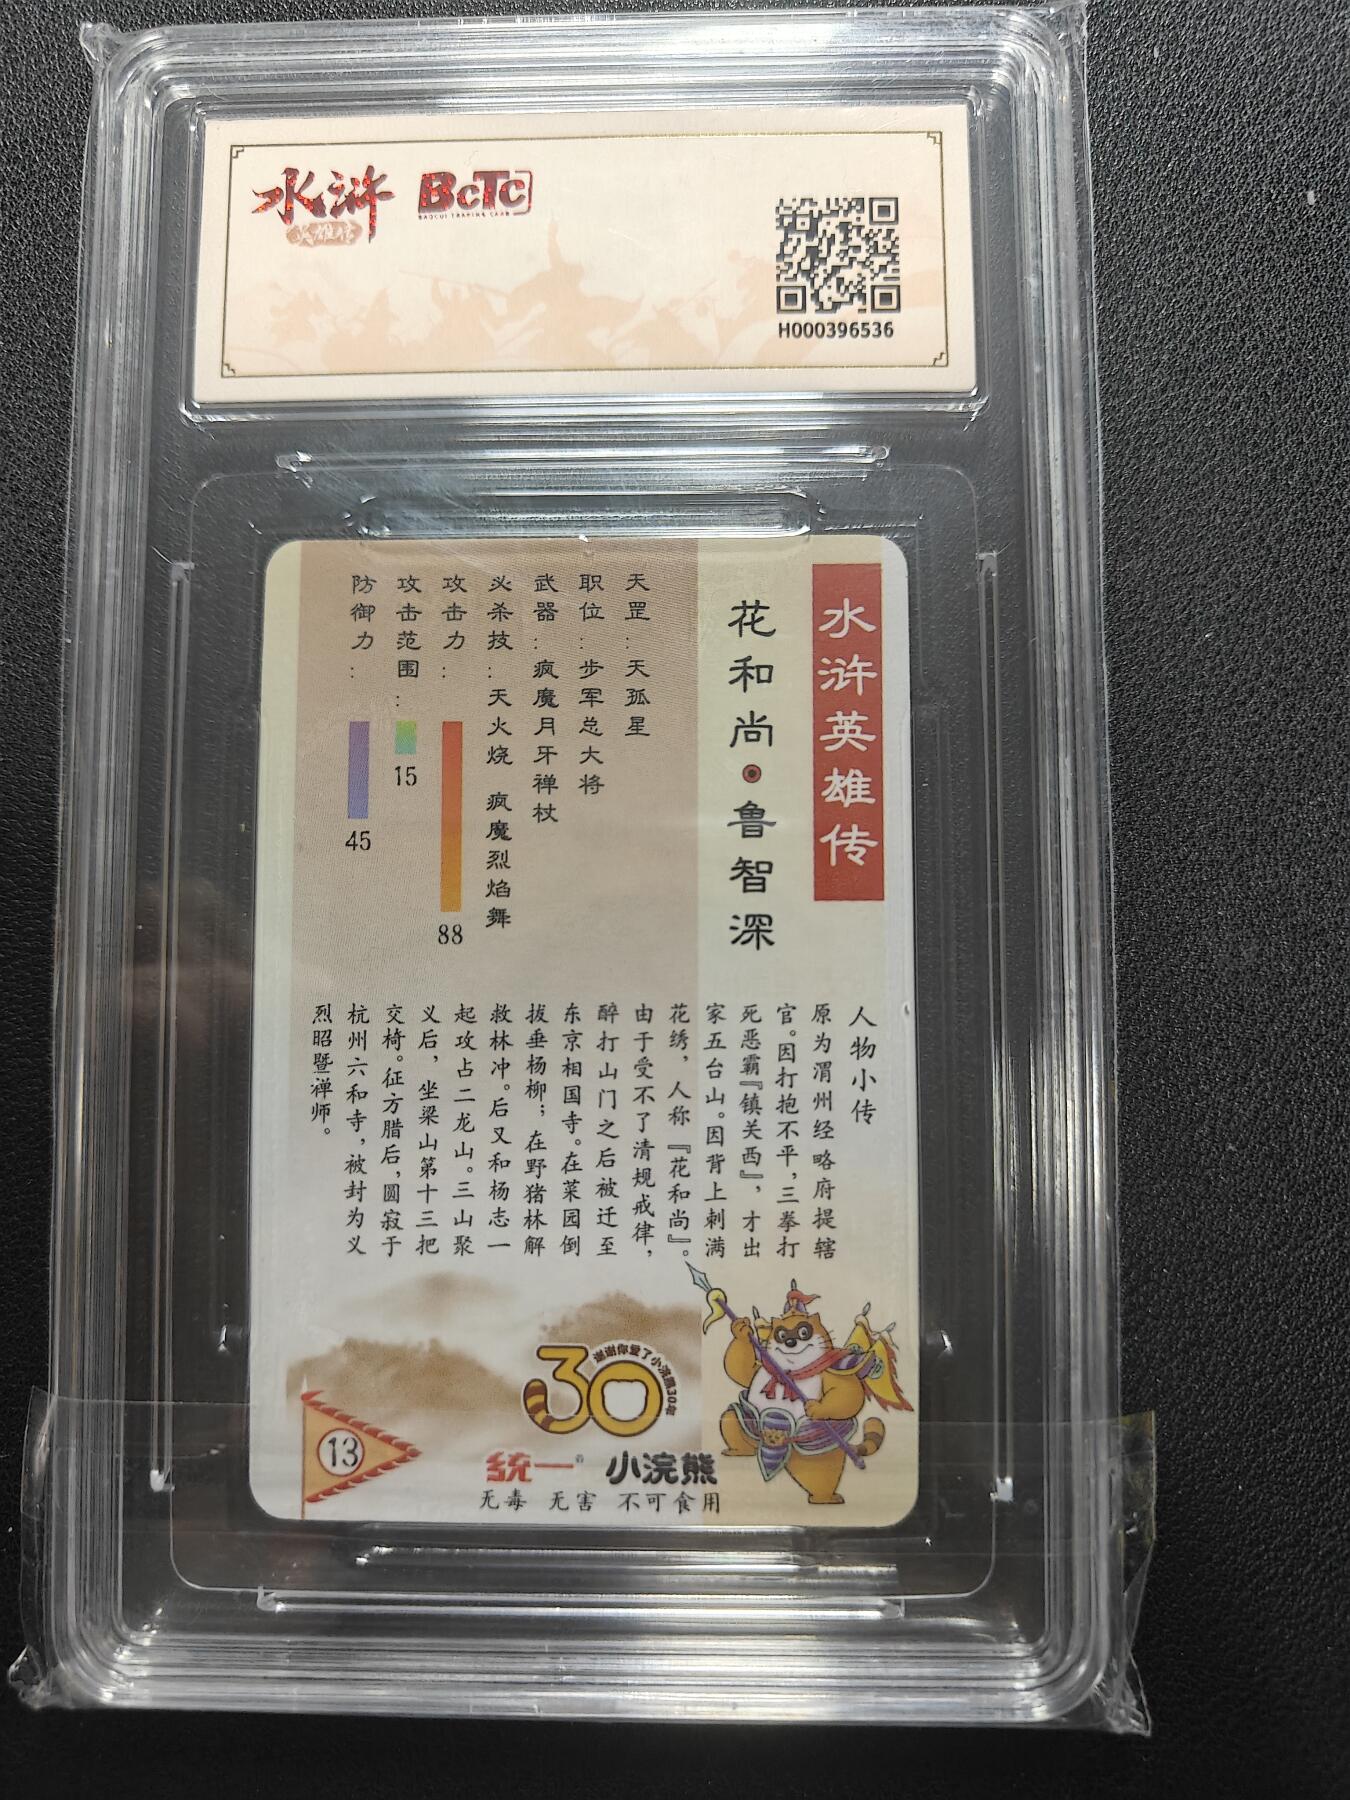 水浒
英雄传
BcTc
BAOCUI TRADING CARD
H000396536
水浒英雄传
花和尚·鲁智深
天罡:天孤星
职位:步军总大将
武器:疯魔月牙禅杖
必杀技:天火烧 疯魔烈焰舞
攻击力: 88
攻击范围: 15
防御力: 45
人物小传
原为渭州经略府提辖
官。因打抱不平,三拳打
死恶霸『镇关西』,才出
家五台山。因背上刺满
花绣,人称『花和尚』。
由于受不了清规戒律,
醉打山门之后被迁至
东京相国寺。在菜园倒
拔垂杨柳;在野猪林解
救林冲。后又和杨志一
起攻占二龙山。三山聚
义后,坐梁山第十三把
交椅。征方腊后,圆寂于
杭州六和寺,被封为义
烈昭暨禅师。
13
30
谢谢你爱了小浣熊30年
统一® 小浣熊
无毒 无害 不可食用